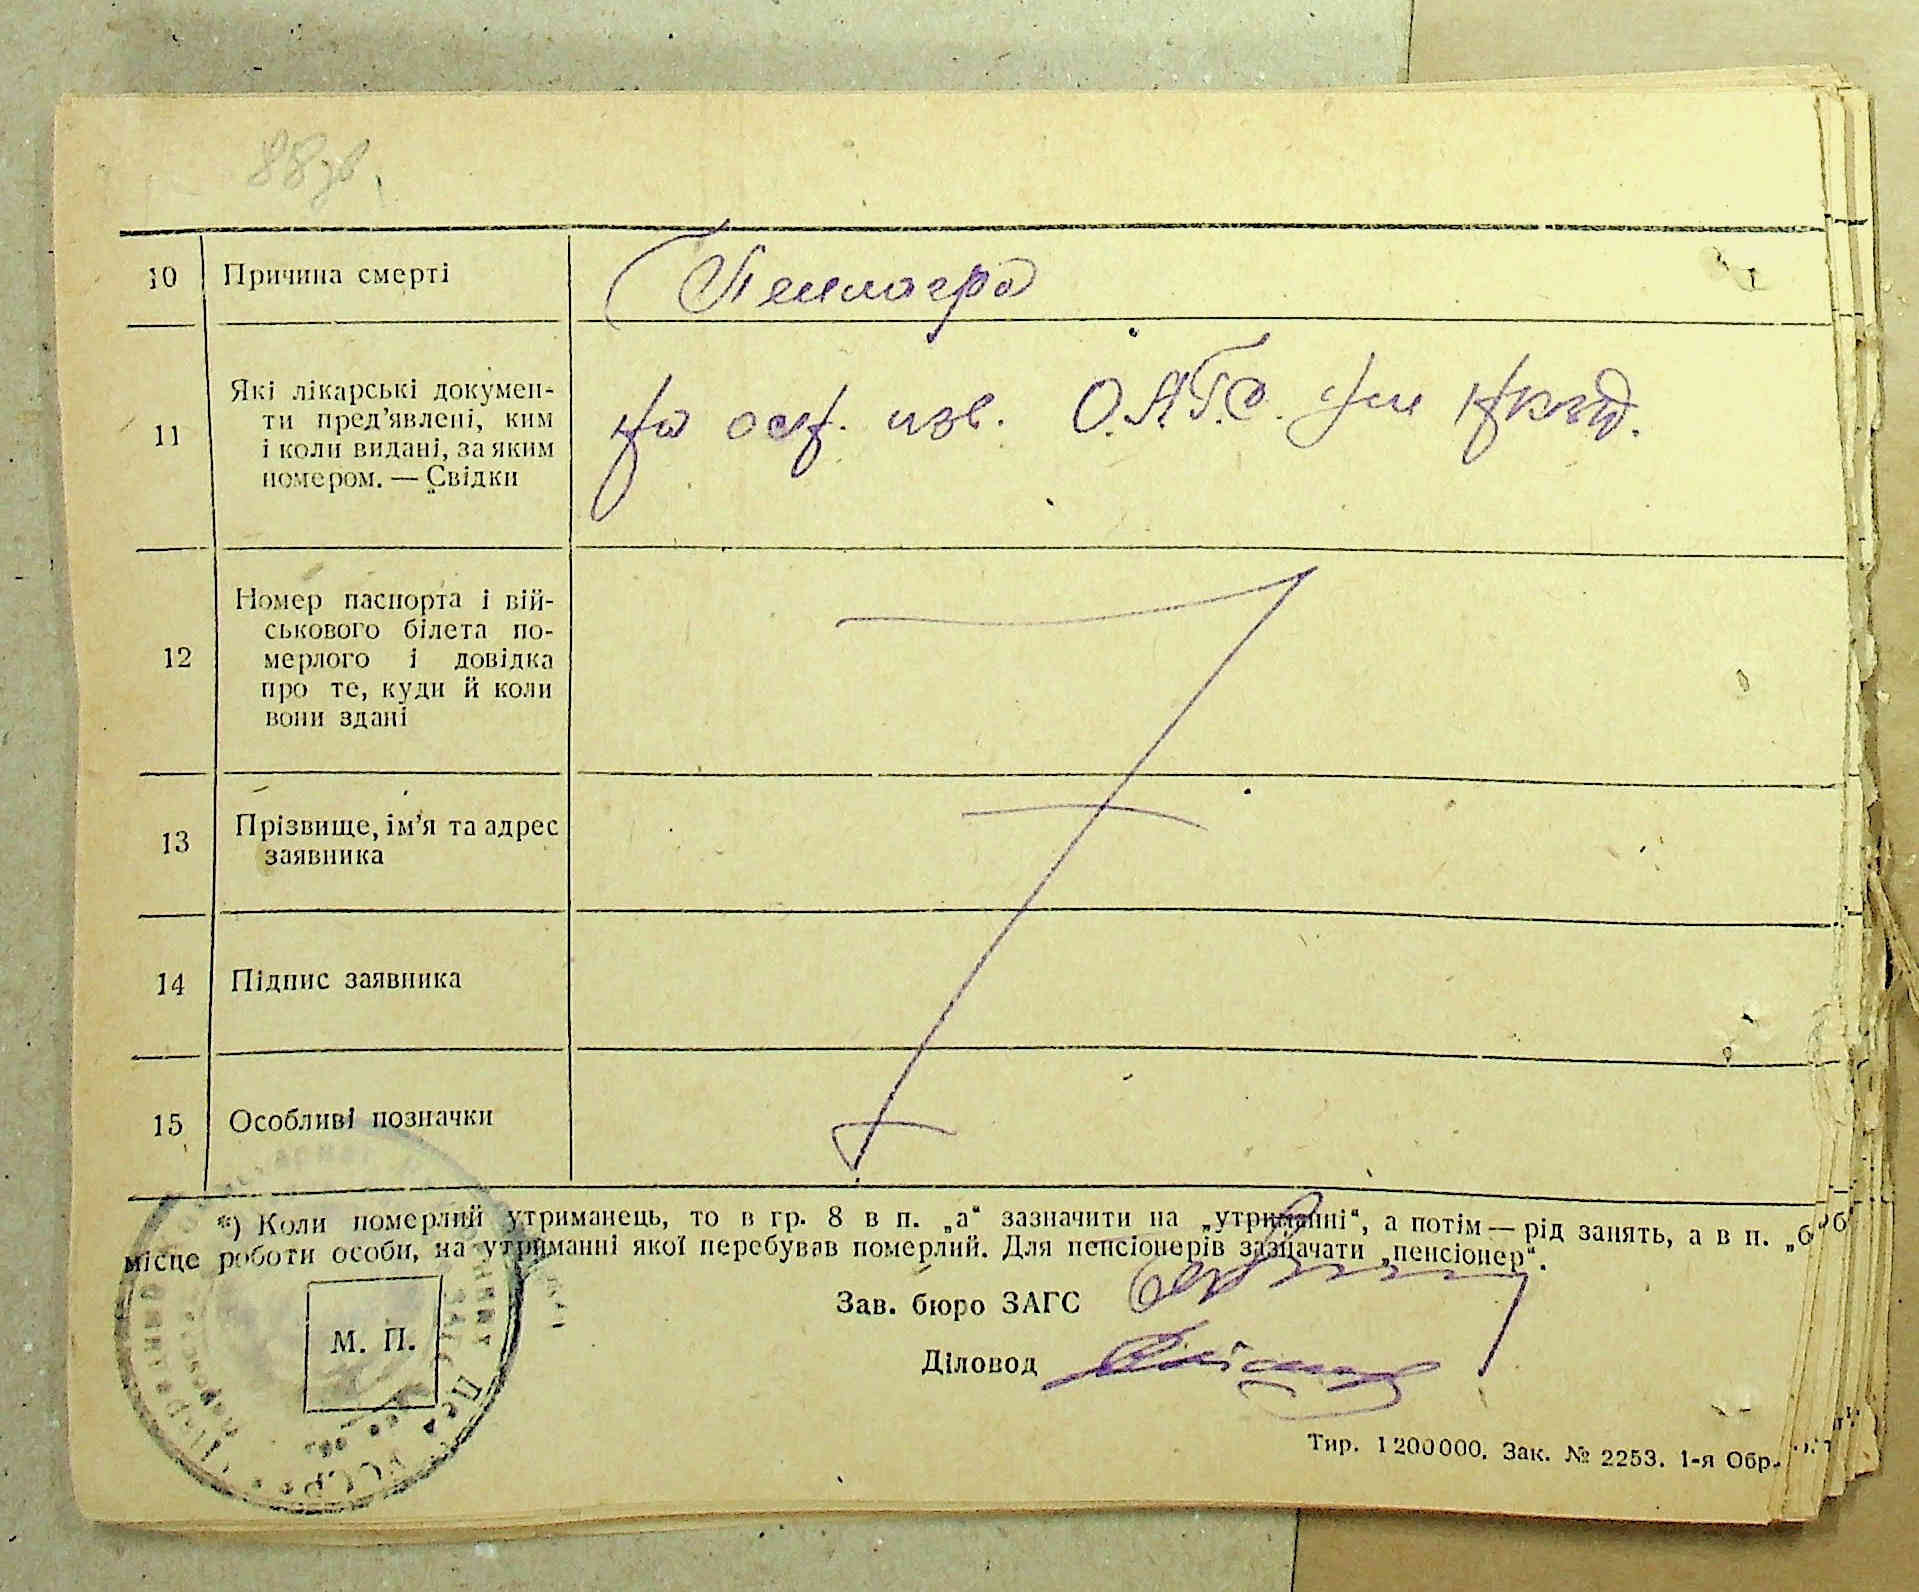 88зв.
10 Причина смерті Пеллагра
11 Які лікарські докумен-
ти пред’явлені, ким
і коли видані, за яким
номером. — Свідки
на осн. изв. О.А.Г.С. при
12 Номер паспорта і вій-
ськового білета по-
мерлого і довідка
про те, куди й коли
вони здані
13 Прізвище, ім’я та адрес
заявника
14 Підпис заявника
15 Особливі позначки
*) Коли померлий утриманець, то в гр. 8 в п. „а“ зазначити на „утриманні“, а потім — рід занять, а в п. „б“
місце роботи особи, на утриманні якої перебував померлий. Для пенсіонерів зазначати „пенсіонер“.
Зав. бюро ЗАГС
М. П.
Діловод
Тир. 1200000. Зак. № 2253. 1-я Обр.